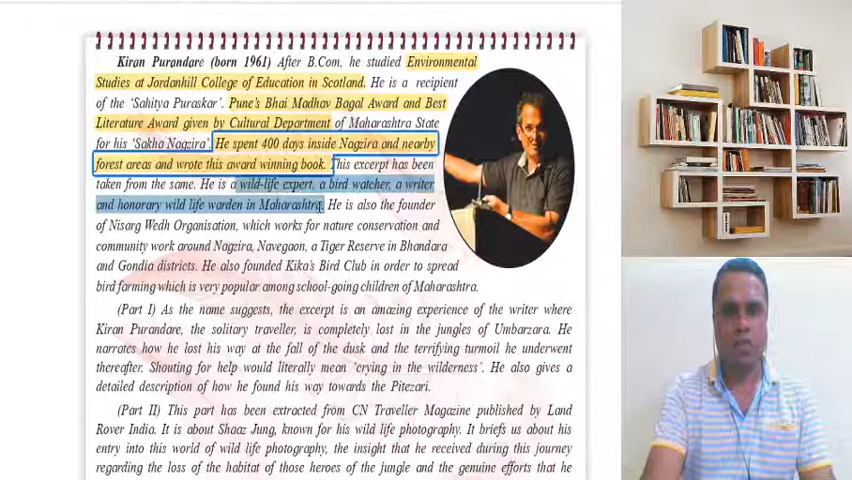 Kiran Purandare (born 1961) After B.Com, he studied Environmental
Studies at Jordanhill College of Education in Scotland. He is a recipient
of the ‘Sahitya Puraskar’. Pune’s Bhai Madhav Bagal Award and Best
Literature Award given by Cultural Department of Maharashtra State
for his ‘Sakha Nagzira’. He spent 400 days inside Nagzira and nearby
forest areas and wrote this award winning book. This excerpt has been
taken from the same. He is a wild-life expert, a bird watcher, a writer
and honorary wild life warden in Maharashtra. He is also the founder
of Nisarg Wedh Organisation, which works for nature conservation and
community work around Nagzira, Navegaon, a Tiger Reserve in Bhandara
and Gondia districts. He also founded Kika’s Bird Club in order to spread
bird farming which is very popular among school-going children of Maharashtra.
(Part I) As the name suggests, the excerpt is an amazing experience of the writer where
Kiran Purandare, the solitary traveller, is completely lost in the jungles of Umbarzara. He
narrates how he lost his way at the fall of the dusk and the terrifying turmoil he underwent
thereafter. Shouting for help would literally mean ‘crying in the wilderness’. He also gives a
detailed description of how he found his way towards the Pitezari.
(Part II) This part has been extracted from CN Traveller Magazine published by Land
Rover India. It is about Shaaz Jung, known for his wild life photography. It briefs us about his
entry into this world of wild life photography, the insight that he received during this journey
regarding the loss of the habitat of those heroes of the jungle and the genuine efforts that he